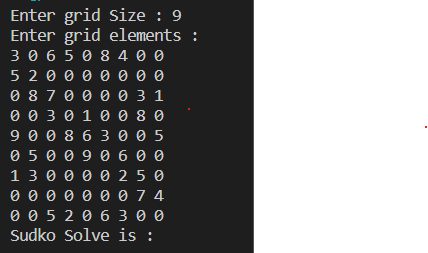 Enter grid Size : 9
Enter grid elements :
3 0 6 5 0 8 4 0 0
5 2 0 0 0 0 0 0 0
0 8 7 0 0 0 0 3 1
0 0 3 0 1 0 0 8 0
9 0 0 8 6 3 0 0 5
0 5 0 0 9 0 6 0 0
1 3 0 0 0 0 2 5 0
0 0 0 0 0 0 0 7 4
0 0 5 2 0 6 3 0 0
Sudko Solve is :